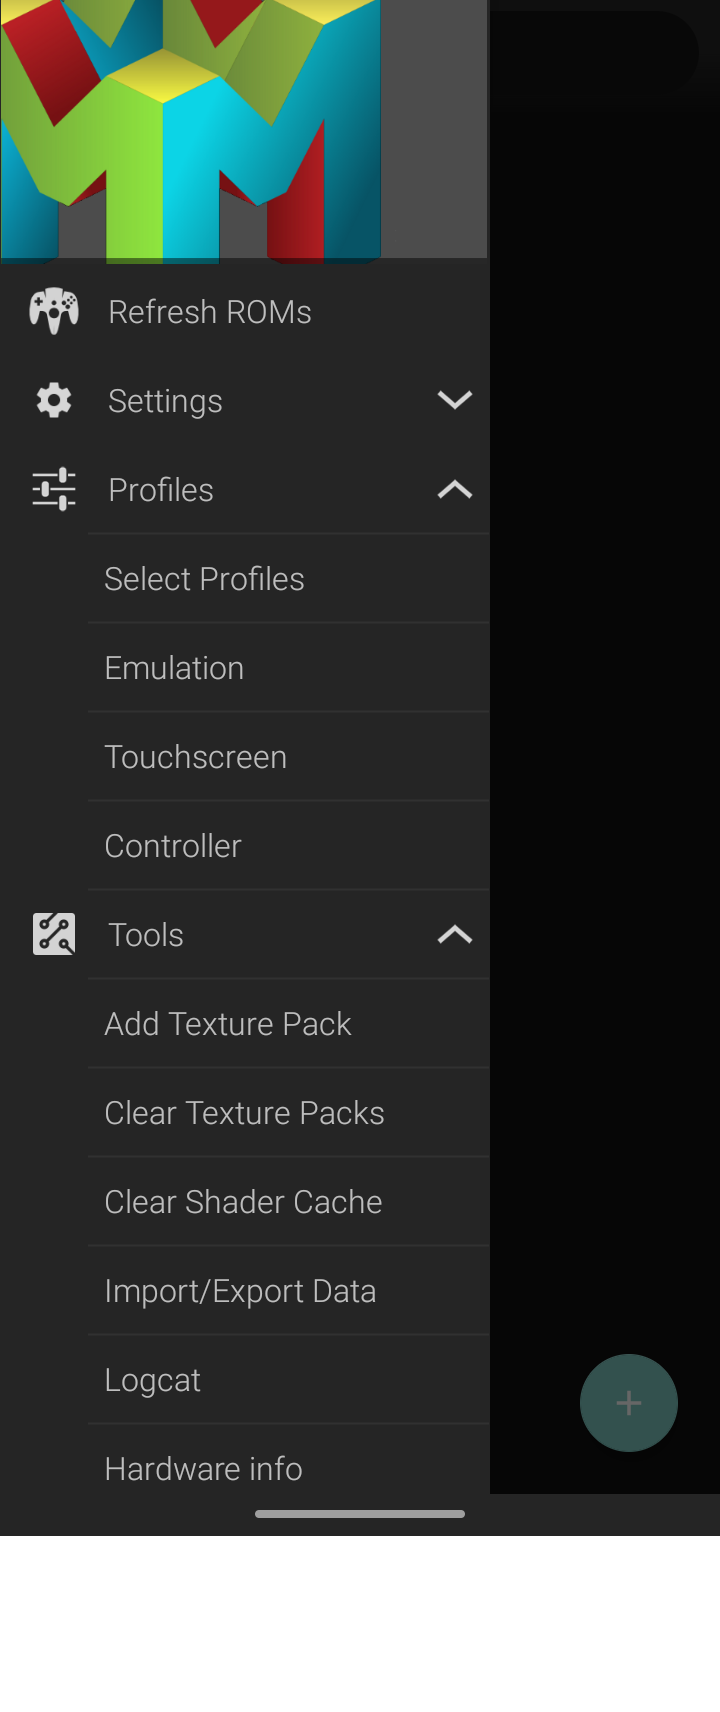 Refresh ROMs
Settings
Profiles
Select Profiles
Emulation
Touchscreen
Controller
Tools
Add Texture Pack
Clear Texture Packs
Clear Shader Cache
Import/Export Data
Logcat
Hardware info